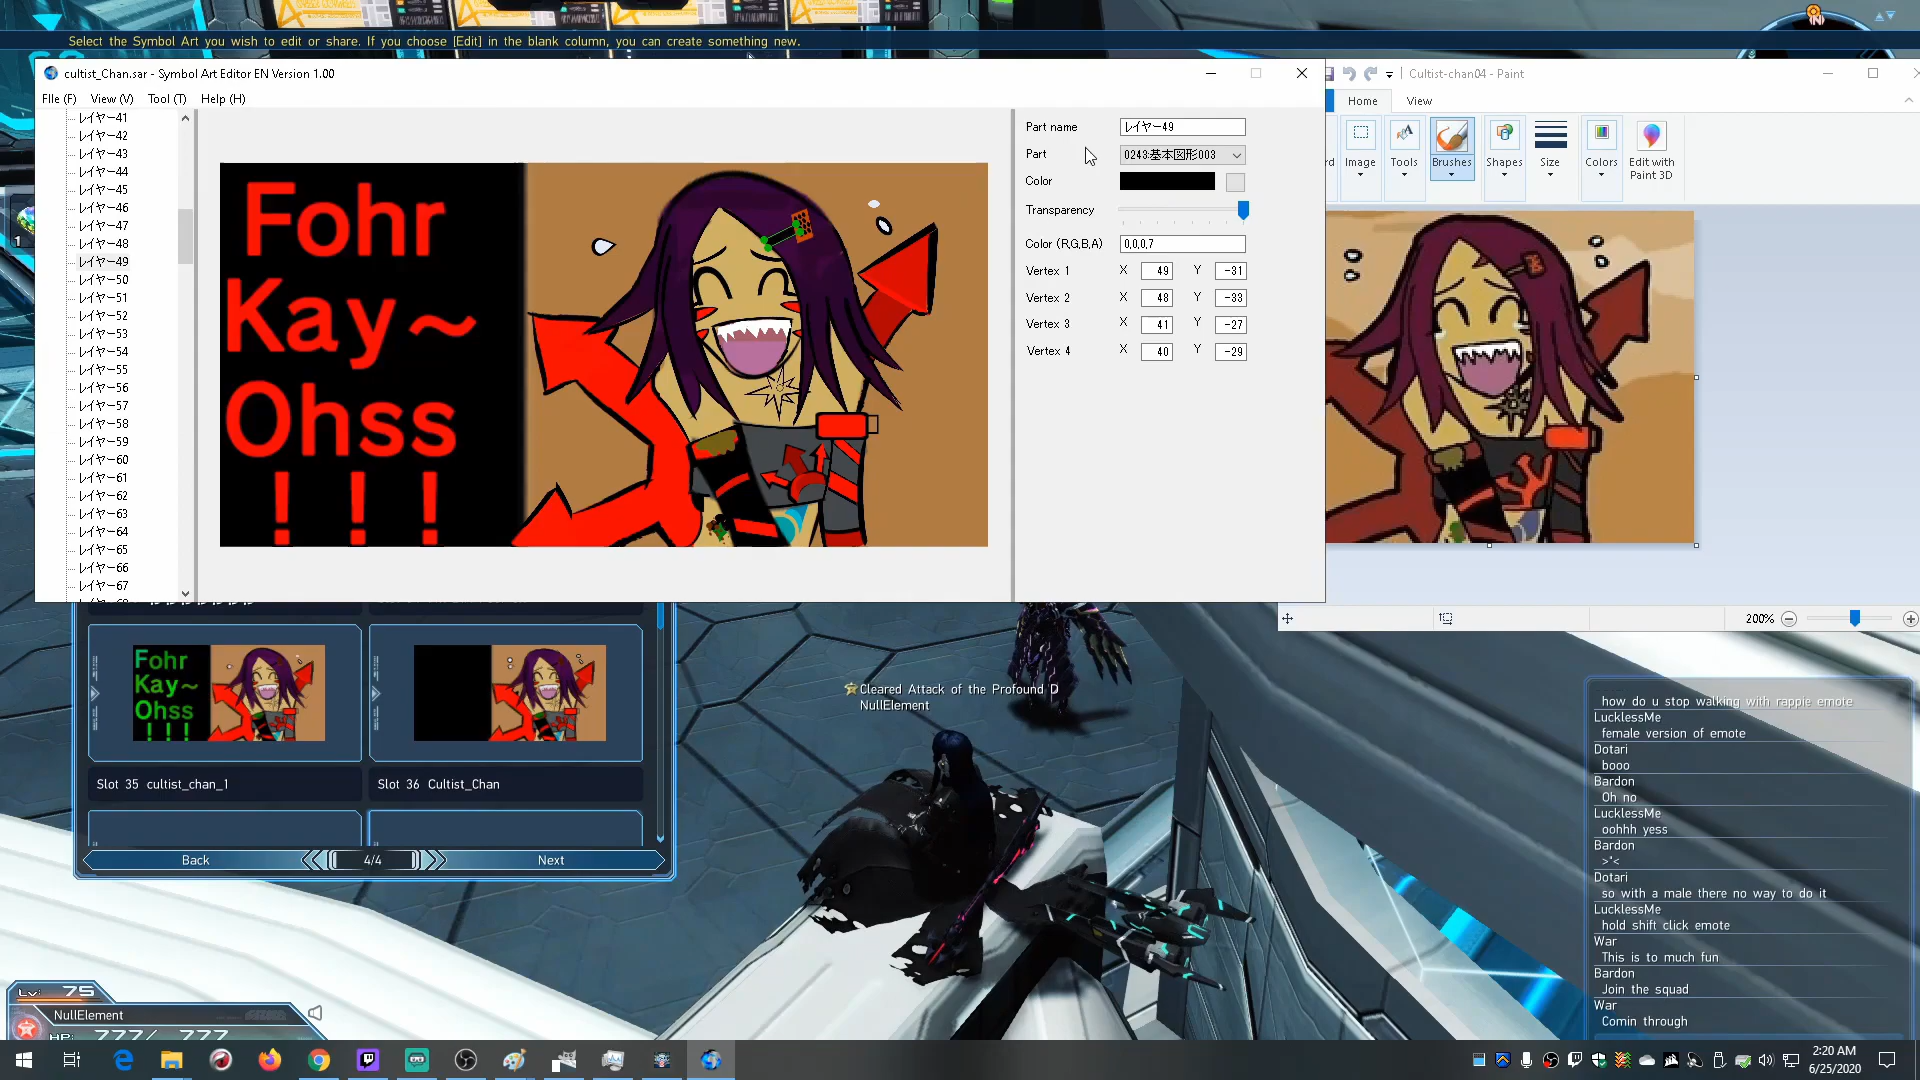 Select the Symbol Art you wish to edit or share. If you choose [Edit] in the blank column, you can create something new.
cultist_Chan.sar - Symbol Art Editor EN Version 1.00
FIle (F) View (V) Tool (T) Help (H)
レイヤー41
レイヤー42
レイヤー43
レイヤー44
レイヤー45
レイヤー46
レイヤー47
レイヤー48
レイヤー49
レイヤー50
レイヤー51
レイヤー52
レイヤー53
レイヤー54
レイヤー55
レイヤー56
レイヤー57
レイヤー58
レイヤー59
レイヤー60
レイヤー61
レイヤー62
レイヤー63
レイヤー64
レイヤー65
レイヤー66
レイヤー67
Fohr
Kay~
Ohss
! ! !
Part name レイヤー49
Part 0243:基本図形003
Color
Transparency
Color (R,G,B,A) 0,0,0,7
Vertex 1 X 49 Y -31
Vertex 2 X 48 Y -33
Vertex 3 X 41 Y -27
Vertex 4 X 40 Y -29
Cultist-chan04 - Paint
Home View
Image Tools Brushes Shapes Size Colors Edit with
Paint 3D
200%
1
Fohr
Kay~
Ohss
! ! !
Slot 35 cultist_chan_1
Slot 36 Cultist_Chan
Back 4/4 Next
Cleared Attack of the Profound D
NullElement
how do u stop walking with rappie emote
LucklessMe
female version of emote
Dotari
booo
Bardon
Oh no
LucklessMe
oohhh yess
Bardon
>"<
Dotari
so with a male there no way to do it
LucklessMe
hold shift click emote
War
This is to much fun
Bardon
Join the squad
War
Comin through
Lv: 75
NullElement
HP: 777/ 777
2:20 AM
6/25/2020